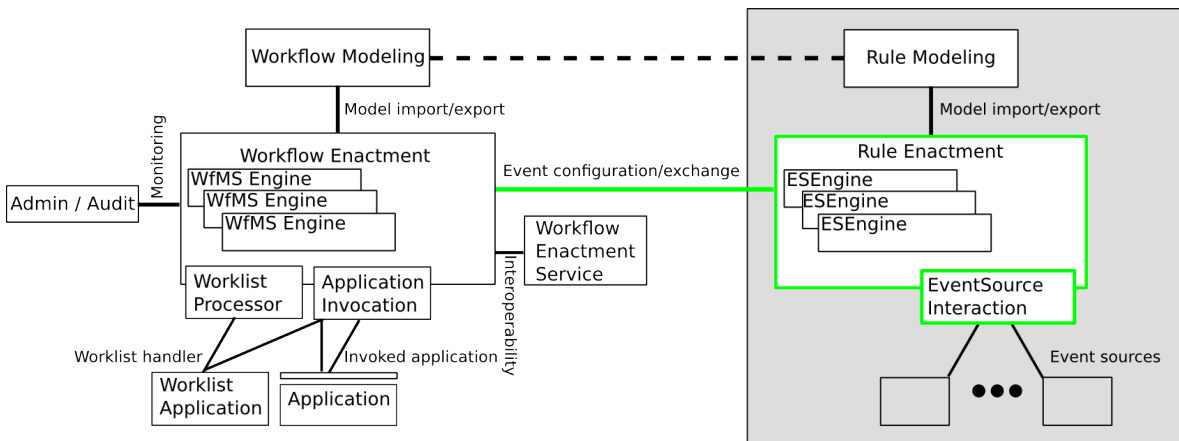 Workflow Modeling
Rule Modeling
Model import/export
Model import/export
Monitoring
Workflow Enactment
Rule Enactment
WfMS Engine
WfMS Engine
WfMS Engine
Event configuration/exchange
ESEngine
ESEngine
ESEngine
Admin / Audit
Workflow
Enactment
Service
Interoperability
Worklist
Processor
Application
Invocation
EventSource
Interaction
Worklist handler
Invoked application
Event sources
Worklist
Application
Application